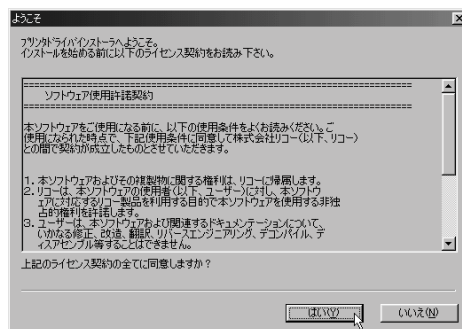 ようこそ
プリンタドライバインストーラへようこそ。
インストールを始める前に以下のライセンス契約をお読み下さい。
ソフトウェア使用許諾契約
本ソフトウェアをご使用になる前に、以下の使用条件をよくお読みください。ご
使用になられた時点で、下記使用条件に同意して株式会社リコー(以下、リコー)
との間で契約が成立したものとさせていただきます。
1. 本ソフトウェアおよびその複製物に関する権利は、リコーに帰属します。
2. リコーは、本ソフトウェアの使用者(以下、ユーザー)に対し、本ソフトウ
ェアに対応するリコー製品を利用する目的で本ソフトウェアを使用する非独
占的権利を許諾します。
3. ユーザーは、本ソフトウェアおよび関連するドキュメンテーションについて、
いかなる修正、改造、翻訳、リバースエンジニアリング、デコンパイル、デ
ィスアセンブル等することはできません。
上記のライセンス契約の全てに同意しますか？
はい(Y)
いいえ(N)